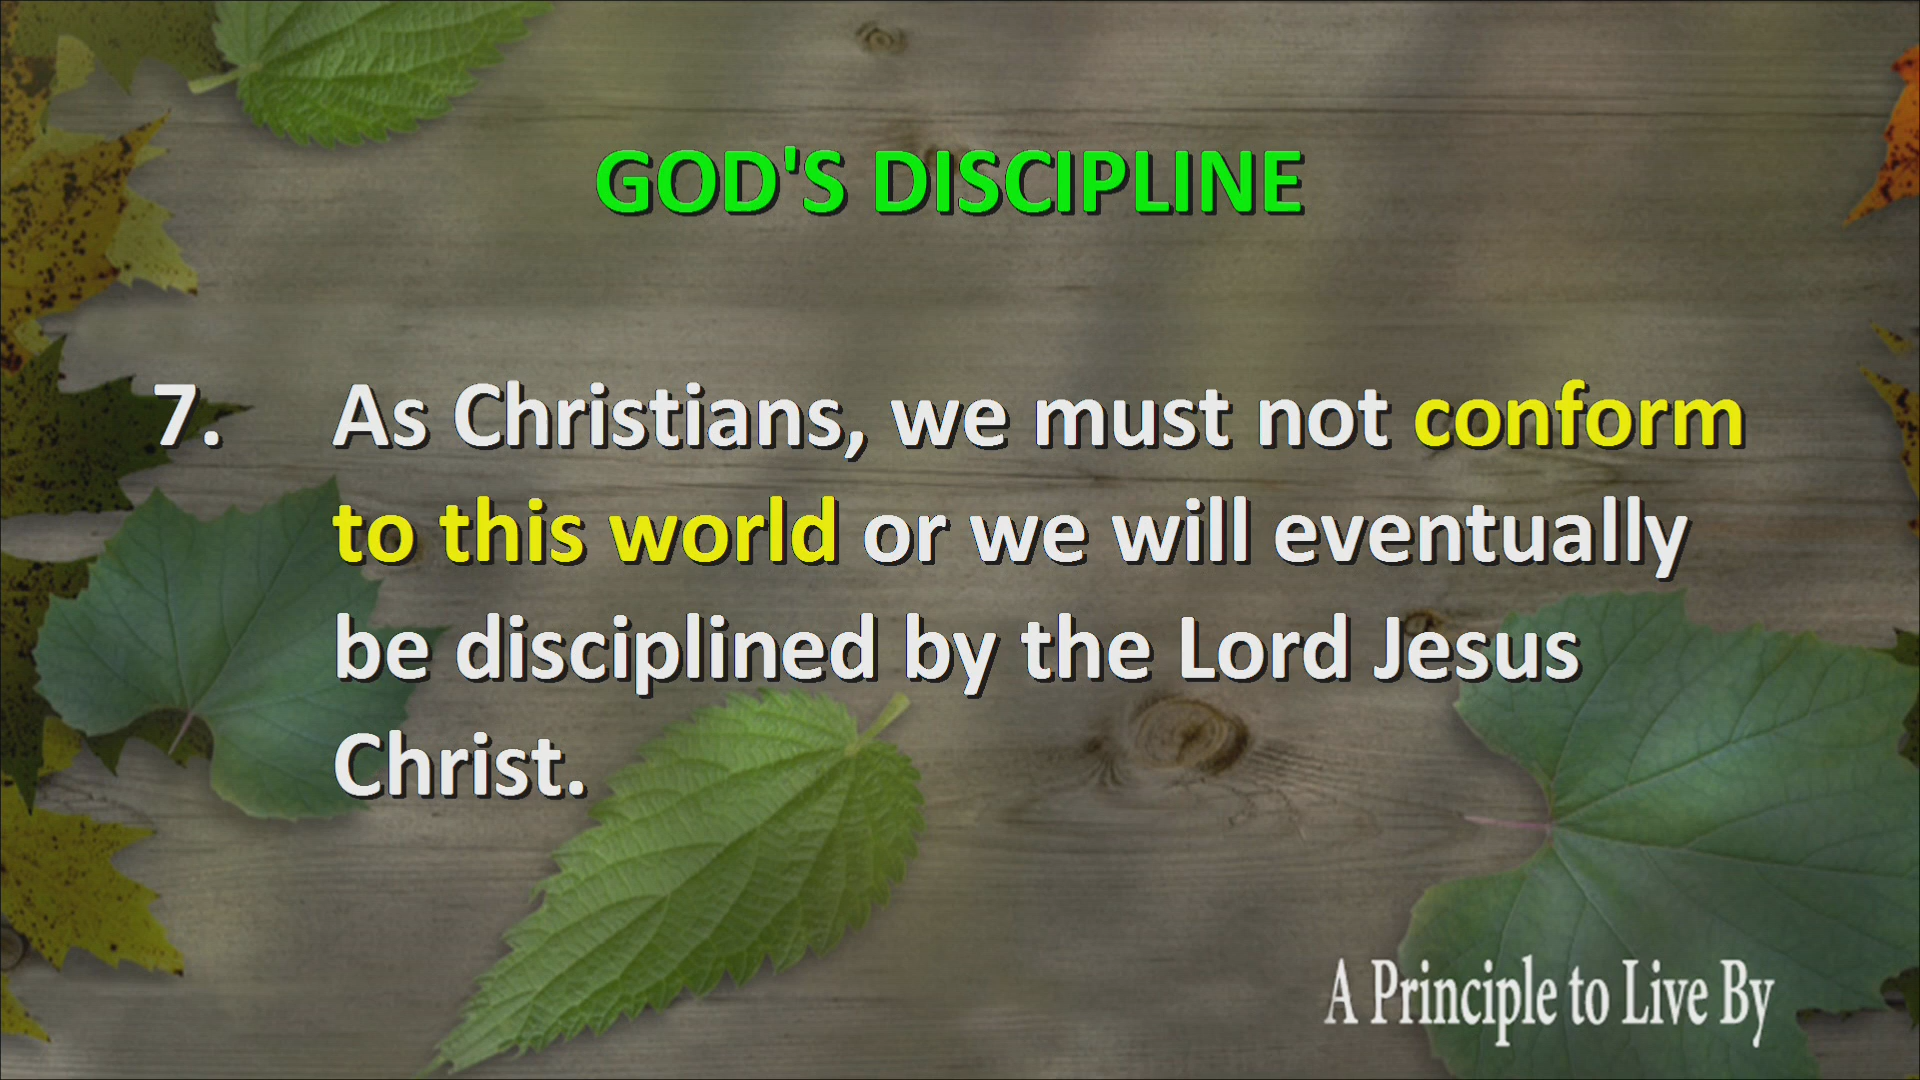 GOD'S DISCIPLINE
7. As Christians, we must not conform
to this world or we will eventually
be disciplined by the Lord Jesus
Christ.
A Principle to Live By